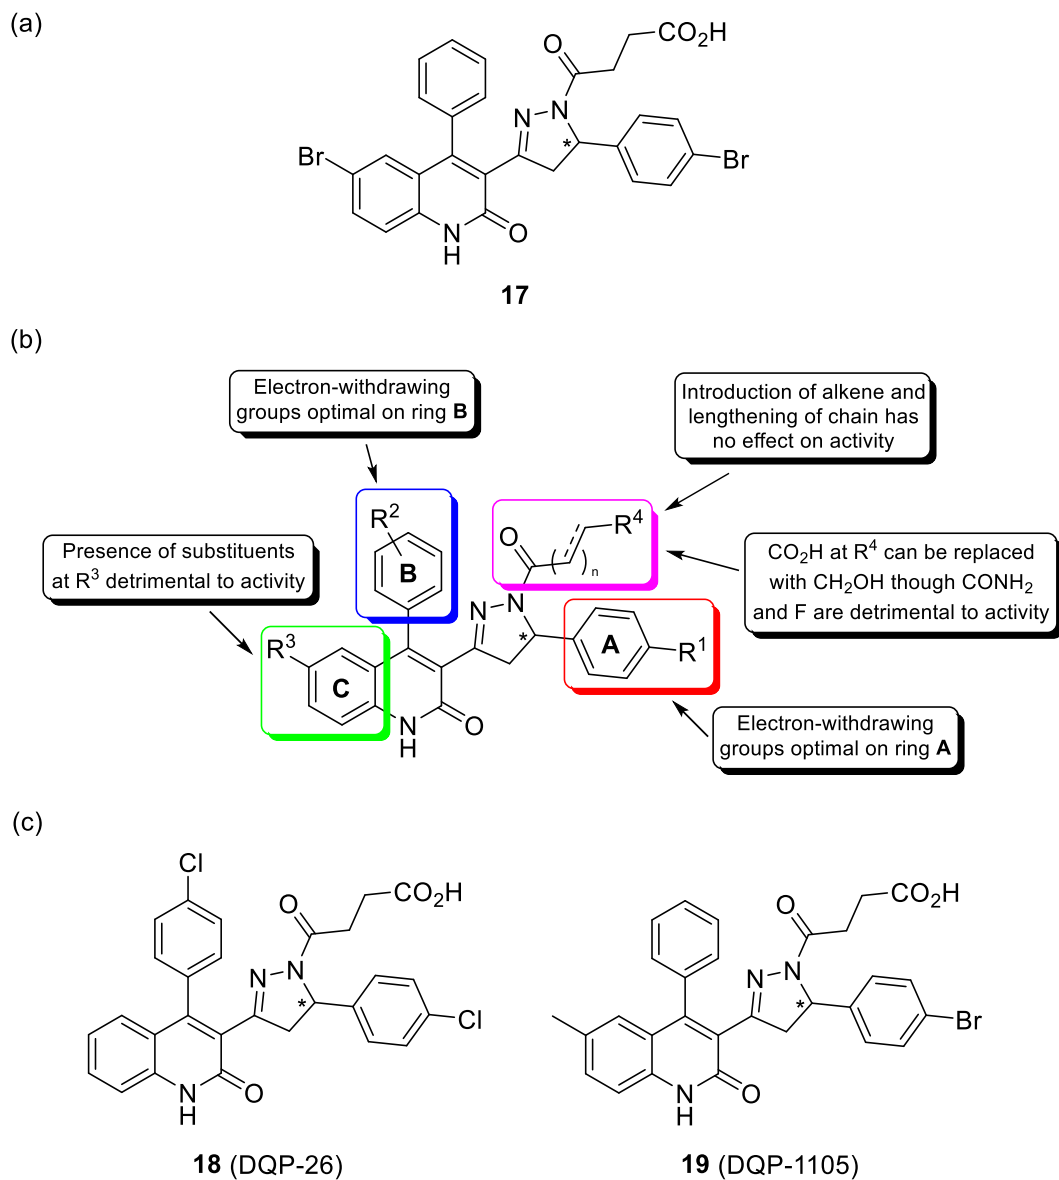 (a)
CO₂H
O
N
N
*
Br
Br
N
H
O
17
(b)
Electron-withdrawing
groups optimal on ring B
Introduction of alkene and
lengthening of chain has
no effect on activity
R²
B
O
R⁴
( )
n
Presence of substituents
at R³ detrimental to activity
CO₂H at R⁴ can be replaced
with CH₂OH though CONH₂
and F are detrimental to activity
N
N
*
A
R¹
R³
C
N
H
O
Electron-withdrawing
groups optimal on ring A
(c)
Cl
CO₂H
O
N
N
*
Cl
N
H
O
18 (DQP-26)
CO₂H
O
N
N
*
Br
N
H
O
19 (DQP-1105)